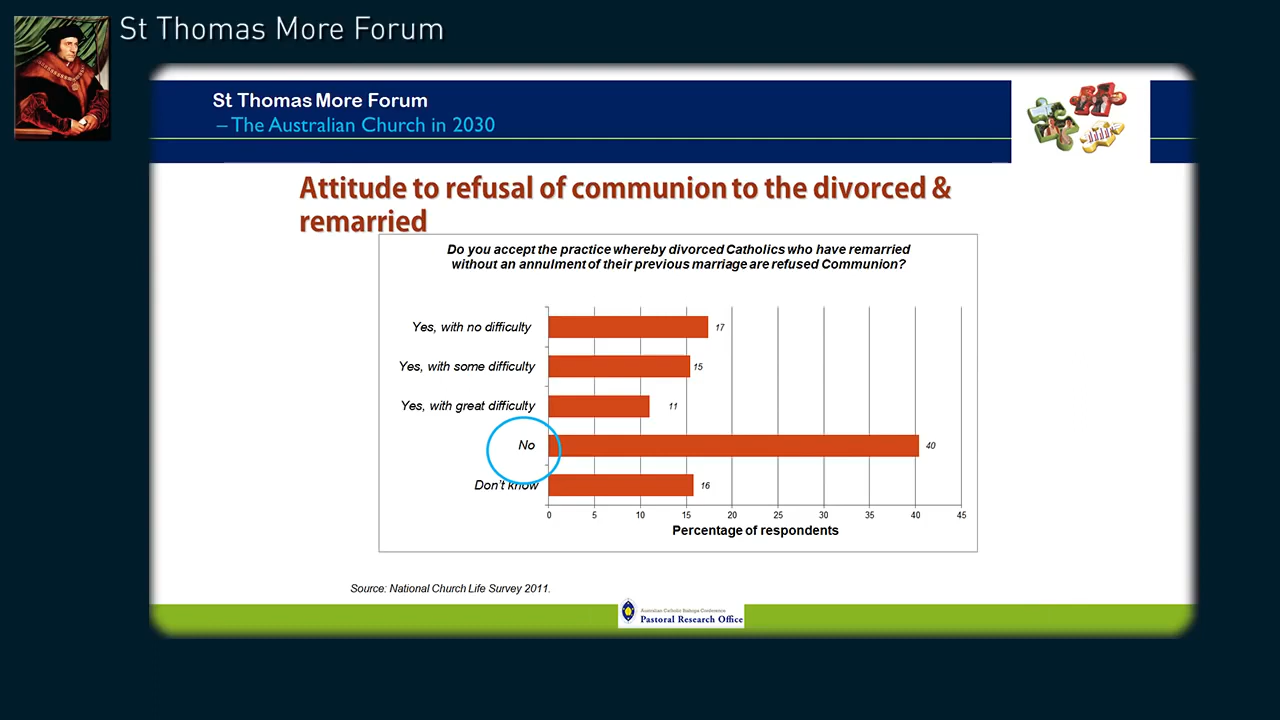 St Thomas More Forum
St Thomas More Forum
– The Australian Church in 2030
Attitude to refusal of communion to the divorced &
remarried
Do you accept the practice whereby divorced Catholics who have remarried
without an annulment of their previous marriage are refused Communion?
Yes, with no difficulty 17
Yes, with some difficulty 15
Yes, with great difficulty 11
No 40
Don't know 16
0 5 10 15 20 25 30 35 40 45
Percentage of respondents
Source: National Church Life Survey 2011.
Australian Catholic Bishops Conference
Pastoral Research Office